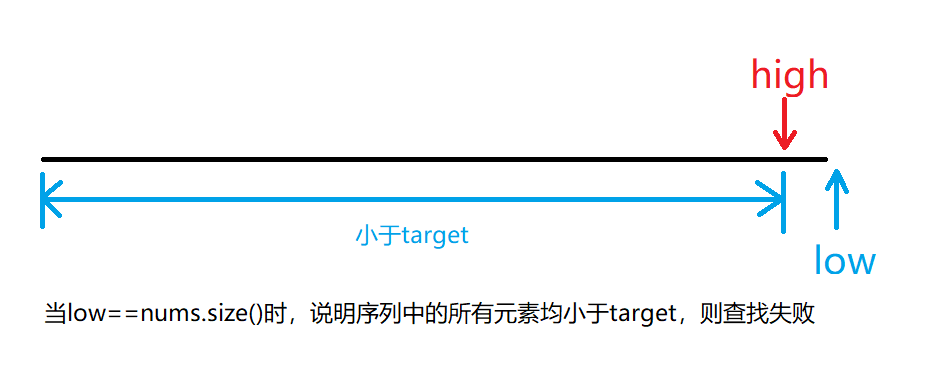 high
小于target
low
当low==nums.size()时，说明序列中的所有元素均小于target，则查找失败